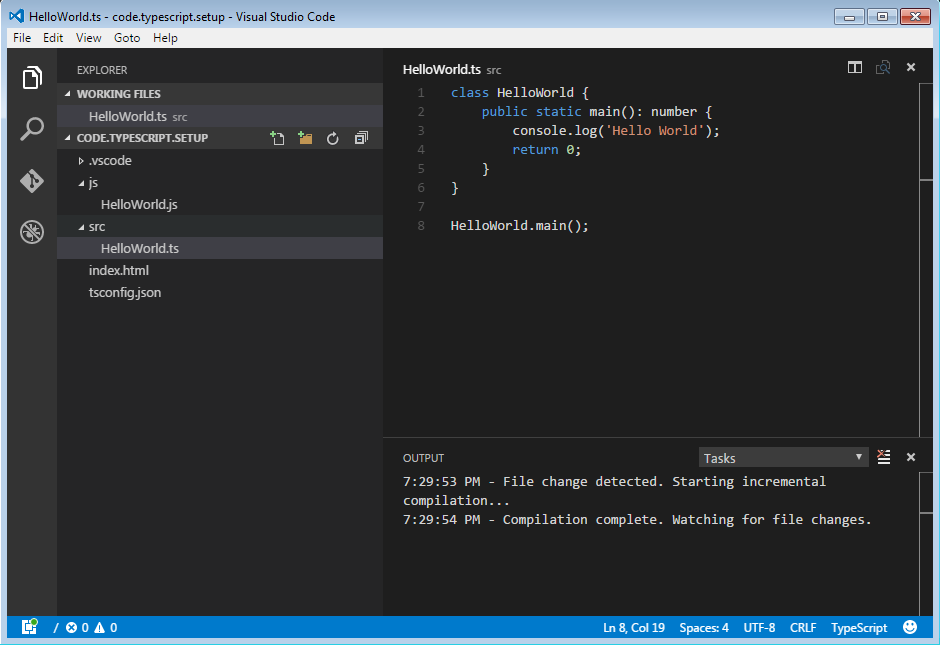 HelloWorld.ts - code.typescript.setup - Visual Studio Code
File Edit View Goto Help
EXPLORER
WORKING FILES
HelloWorld.ts src
CODE.TYPESCRIPT.SETUP
.vscode
js
HelloWorld.js
src
HelloWorld.ts
index.html
tsconfig.json
HelloWorld.ts src
1 class HelloWorld {
2 public static main(): number {
3 console.log('Hello World');
4 return 0;
5 }
6 }
7
8 HelloWorld.main();
OUTPUT
Tasks
7:29:53 PM - File change detected. Starting incremental
compilation...
7:29:54 PM - Compilation complete. Watching for file changes.
/ 0 0 Ln 8, Col 19 Spaces: 4 UTF-8 CRLF TypeScript